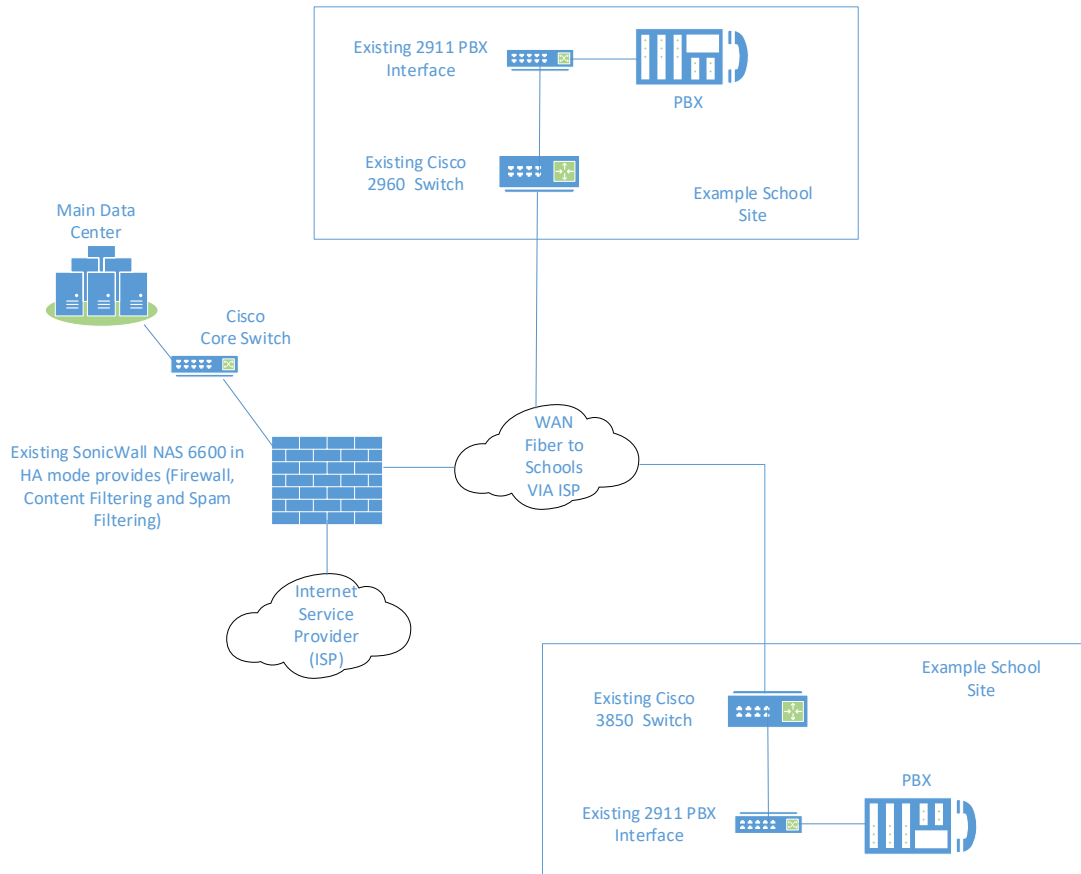 Existing 2911 PBX
Interface
PBX
Existing Cisco
2960 Switch
Example School
Site
Main Data
Center
Cisco
Core Switch
Existing SonicWall NAS 6600 in
HA mode provides (Firewall,
Content Filtering and Spam
Filtering)
WAN
Fiber to
Schools
VIA ISP
Internet
Service
Provider
(ISP)
Example School
Site
Existing Cisco
3850 Switch
PBX
Existing 2911 PBX
Interface